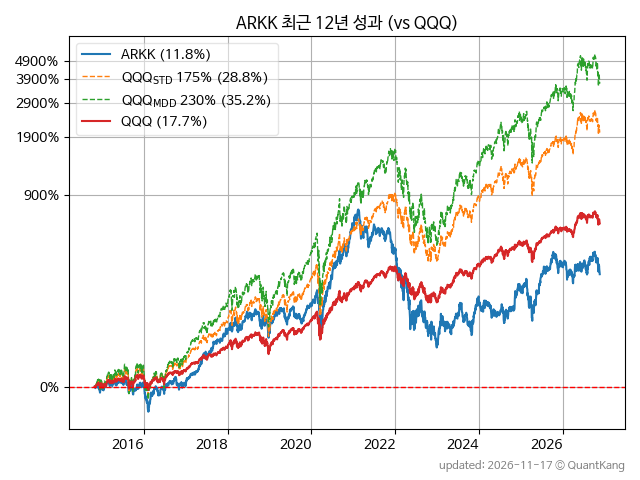 ARKK 최근 12년 성과 (vs QQQ)
ARKK (11.8%)
QQQSTD 175% (28.8%)
QQQMDD 230% (35.2%)
QQQ (17.7%)
4900%
3900%
2900%
1900%
900%
0%
2016 2018 2020 2022 2024 2026
updated: 2026-11-17 © QuantKang